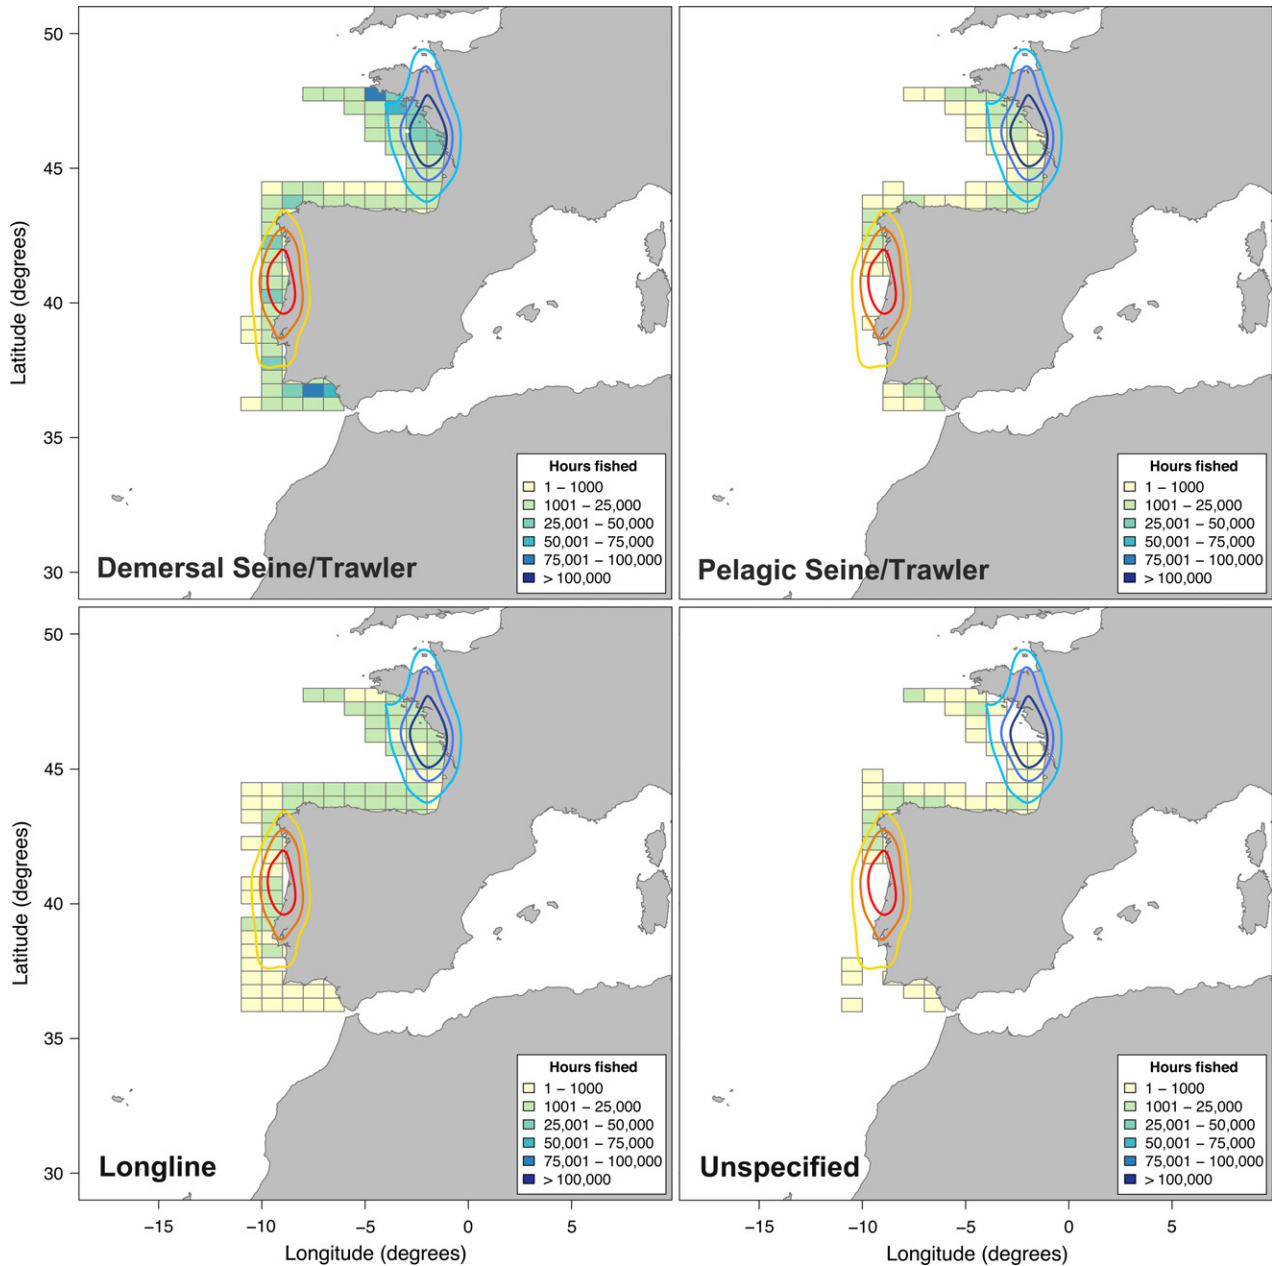 50
45
40
35
30
Latitude (degrees)
Hours fished
1 – 1000
1001 – 25,000
25,001 – 50,000
50,001 – 75,000
75,001 – 100,000
> 100,000
Demersal Seine/Trawler
Hours fished
1 – 1000
1001 – 25,000
25,001 – 50,000
50,001 – 75,000
75,001 – 100,000
> 100,000
Pelagic Seine/Trawler
50
45
40
35
30
Latitude (degrees)
Hours fished
1 – 1000
1001 – 25,000
25,001 – 50,000
50,001 – 75,000
75,001 – 100,000
> 100,000
Longline
−15 −10 −5 0 5
Longitude (degrees)
Hours fished
1 – 1000
1001 – 25,000
25,001 – 50,000
50,001 – 75,000
75,001 – 100,000
> 100,000
Unspecified
−15 −10 −5 0 5
Longitude (degrees)